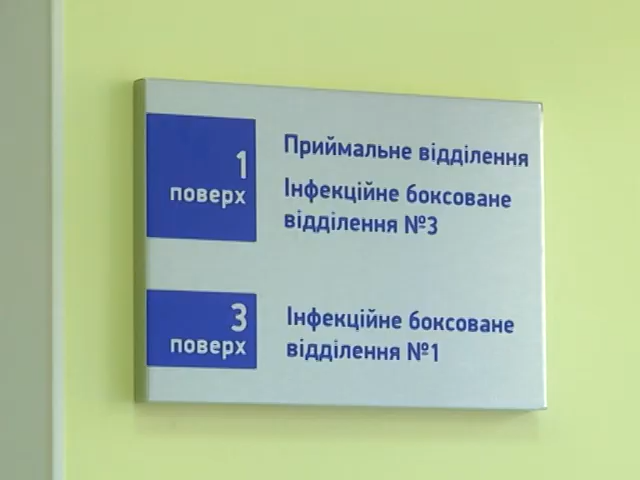 1
поверх
Приймальне відділення
Інфекційне боксоване
відділення №3
3
поверх
Інфекційне боксоване
відділення №1